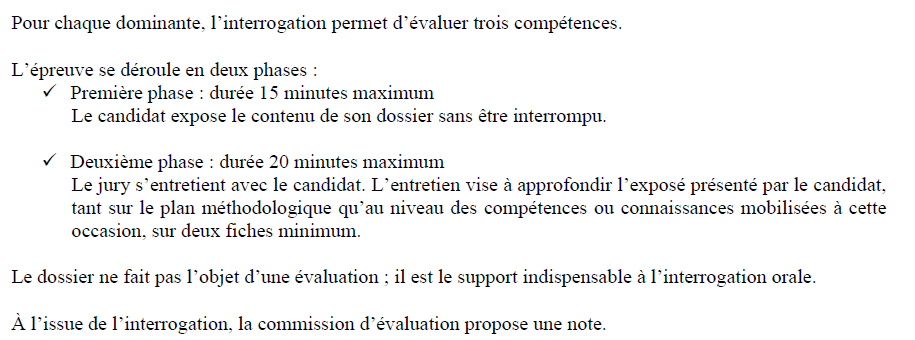 Pour chaque dominante, l’interrogation permet d’évaluer trois compétences.
L’épreuve se déroule en deux phases :
✓ Première phase : durée 15 minutes maximum
Le candidat expose le contenu de son dossier sans être interrompu.
✓ Deuxième phase : durée 20 minutes maximum
Le jury s’entretient avec le candidat. L’entretien vise à approfondir l’exposé présenté par le candidat,
tant sur le plan méthodologique qu’au niveau des compétences ou connaissances mobilisées à cette
occasion, sur deux fiches minimum.
Le dossier ne fait pas l’objet d’une évaluation ; il est le support indispensable à l’interrogation orale.
À l’issue de l’interrogation, la commission d’évaluation propose une note.